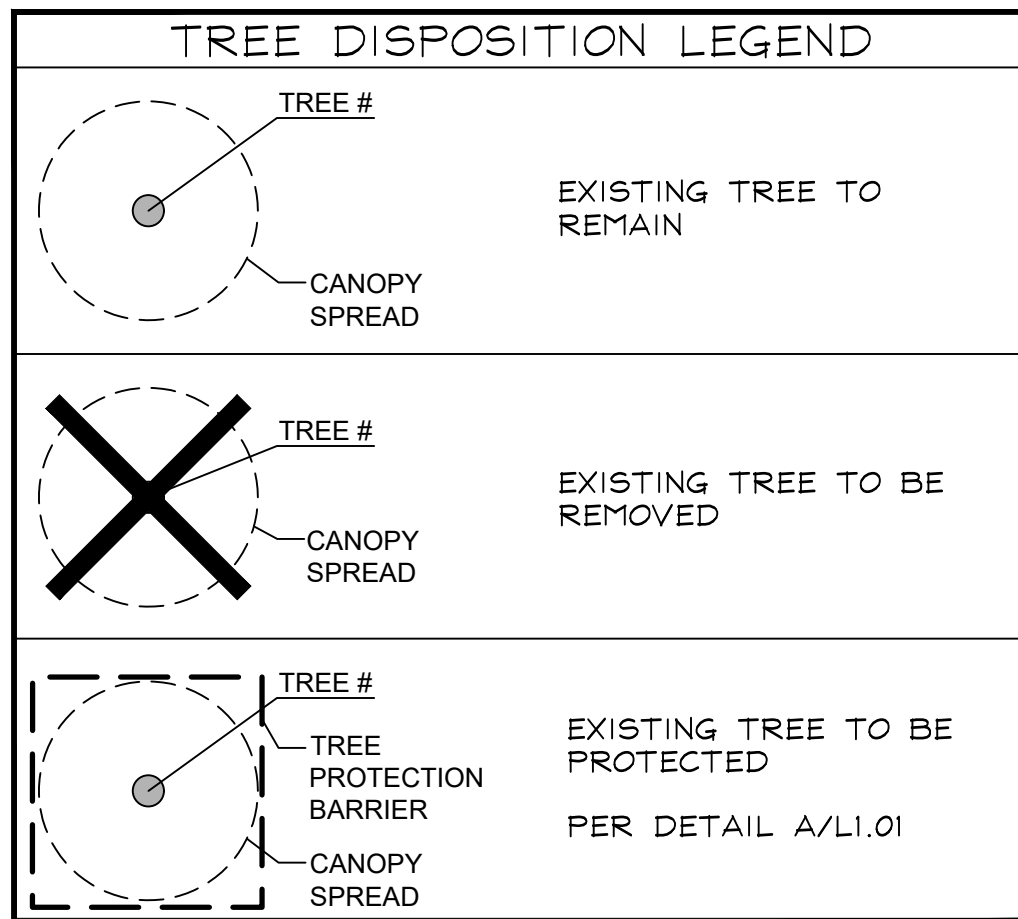 TREE DISPOSITION LEGEND
TREE #
CANOPY
SPREAD
EXISTING TREE TO
REMAIN
TREE #
CANOPY
SPREAD
EXISTING TREE TO BE
REMOVED
TREE #
TREE
PROTECTION
BARRIER
CANOPY
SPREAD
EXISTING TREE TO BE
PROTECTED
PER DETAIL A/L1.01